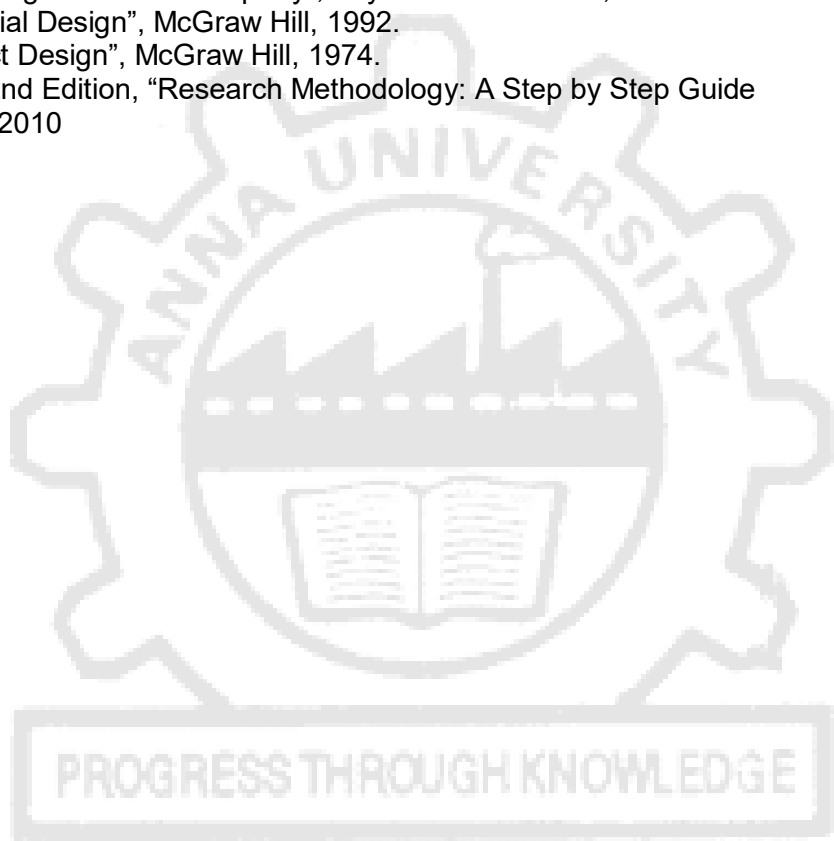 ial Design”, McGraw Hill, 1992.
t Design”, McGraw Hill, 1974.
nd Edition, “Research Methodology: A Step by Step Guide
2010
ANNA UNIVERSITY
PROGRESS THROUGH KNOWLEDGE